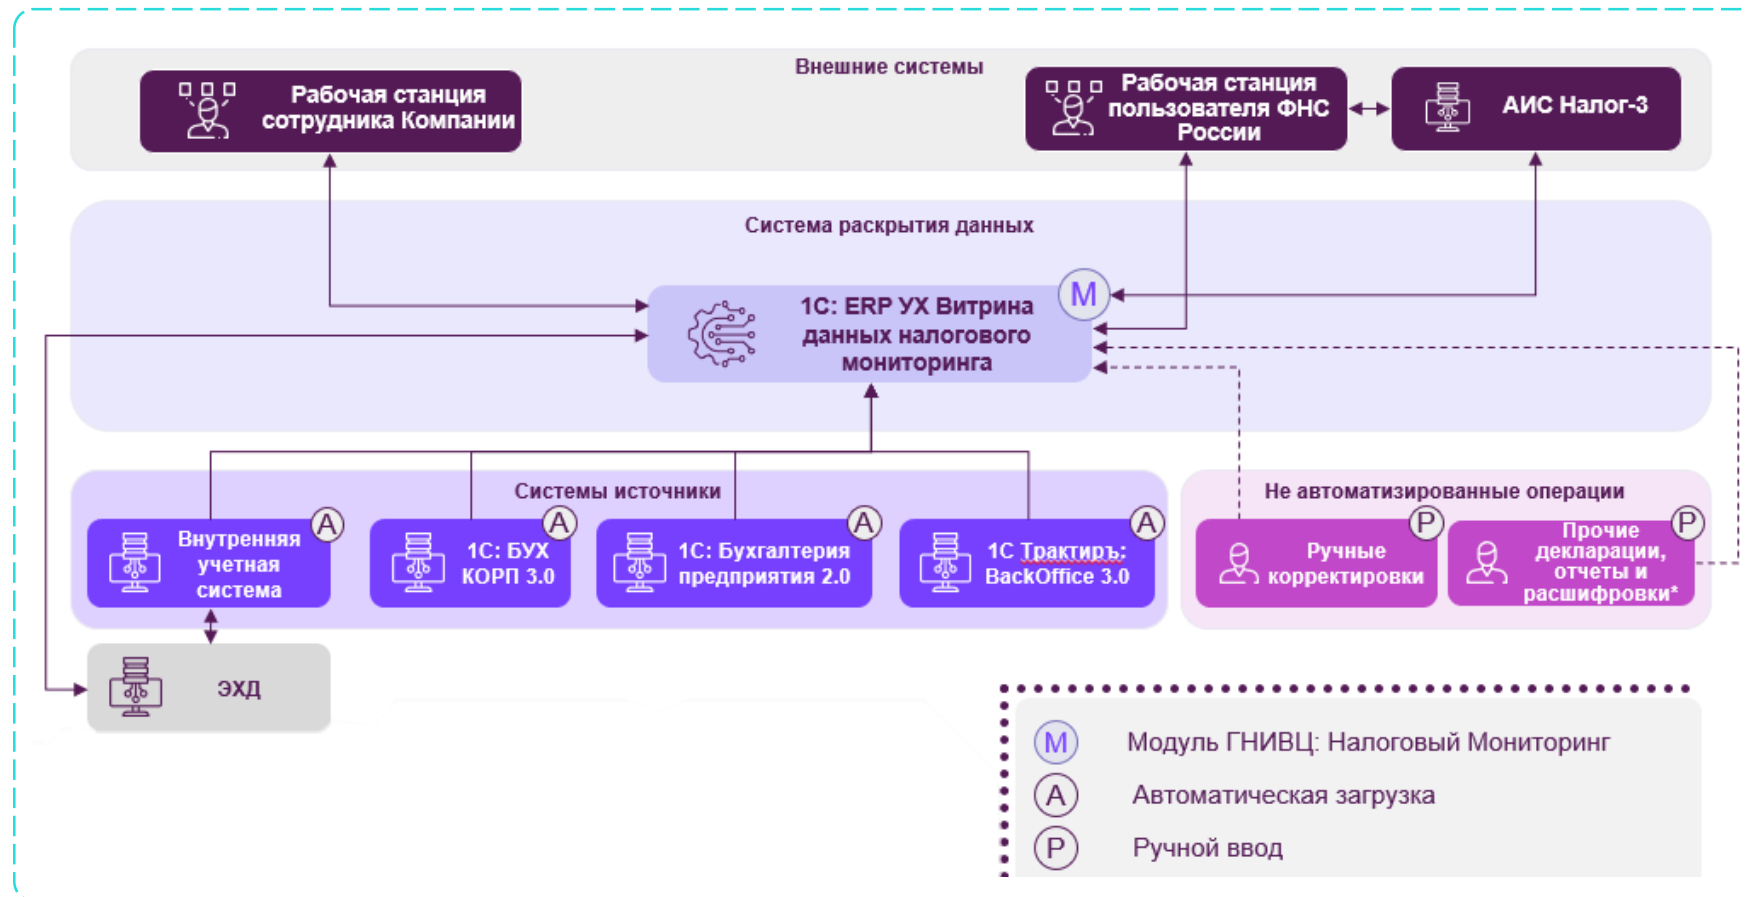 Внешние системы
Рабочая станция
сотрудника Компании
Рабочая станция
пользователя ФНС
России
АИС Налог-3
Система раскрытия данных
1С: ERP УХ Витрина
данных налогового
мониторинга
М
Системы источники
Внутренняя
учетная
система
А
1С: БУХ
КОРП 3.0
А
1С: Бухгалтерия
предприятия 2.0
А
1С Трактиръ:
BackOffice 3.0
А
Не автоматизированные операции
Ручные
корректировки
Р
Прочие
декларации,
отчеты и
расшифровки*
Р
ЭХД
М Модуль ГНИВЦ: Налоговый Мониторинг
А Автоматическая загрузка
Р Ручной ввод